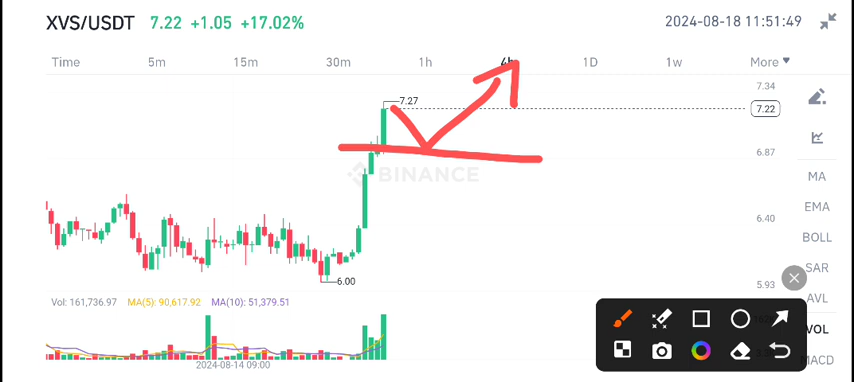 XVS/USDT 7.22 +1.05 +17.02% 2024-08-18 11:51:49
Time 5m 15m 30m 1h 4h 1D 1w More
7.34
7.27
7.22
6.87
BINANCE
MA
EMA
6.40
BOLL
SAR
6.00
5.93
AVL
Vol: 161,736.97 MA(5): 90,617.92 MA(10): 51,379.51
VOL
2024-08-14 09:00
MACD